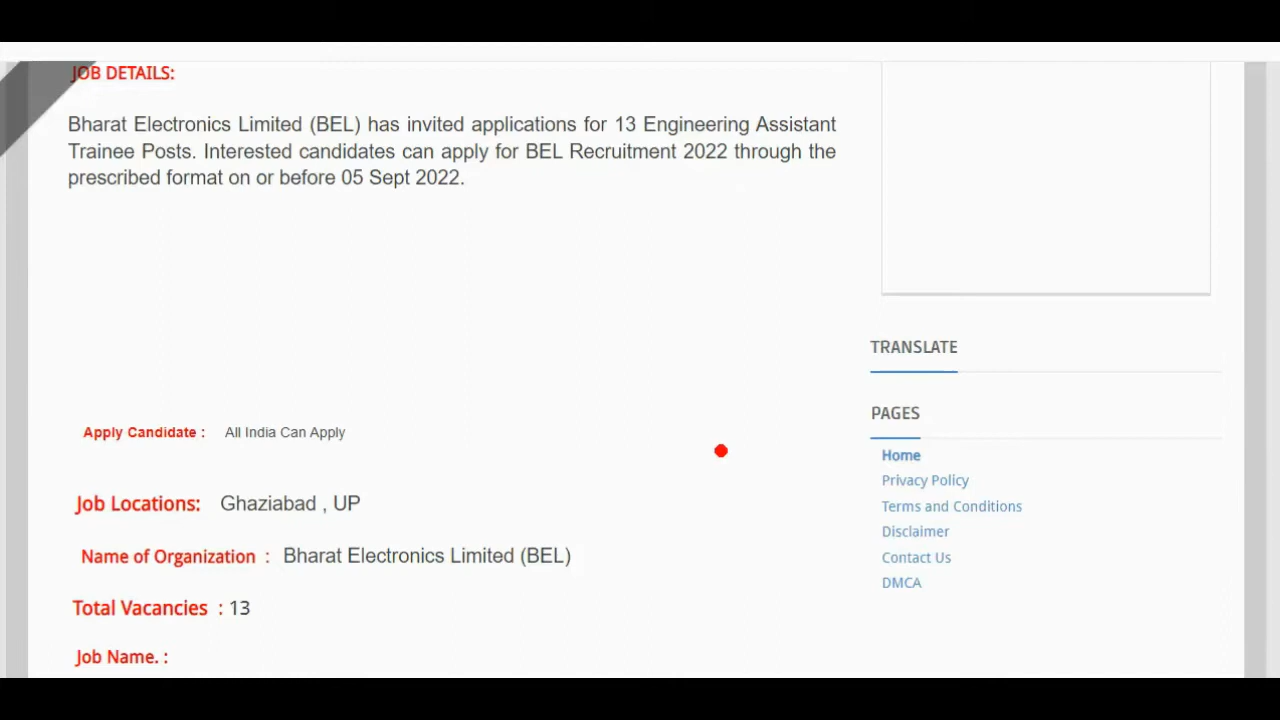 JOB DETAILS:
Bharat Electronics Limited (BEL) has invited applications for 13 Engineering Assistant
Trainee Posts. Interested candidates can apply for BEL Recruitment 2022 through the
prescribed format on or before 05 Sept 2022.
Apply Candidate : All India Can Apply
Job Locations: Ghaziabad , UP
Name of Organization : Bharat Electronics Limited (BEL)
Total Vacancies : 13
Job Name. :
TRANSLATE
PAGES
Home
Privacy Policy
Terms and Conditions
Disclaimer
Contact Us
DMCA